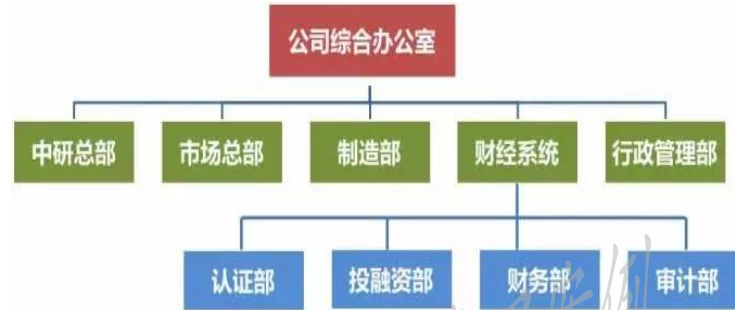 公司综合办公室
中研总部
市场总部
制造部
财经系统
行政管理部
认证部
投融资部
财务部
审计部